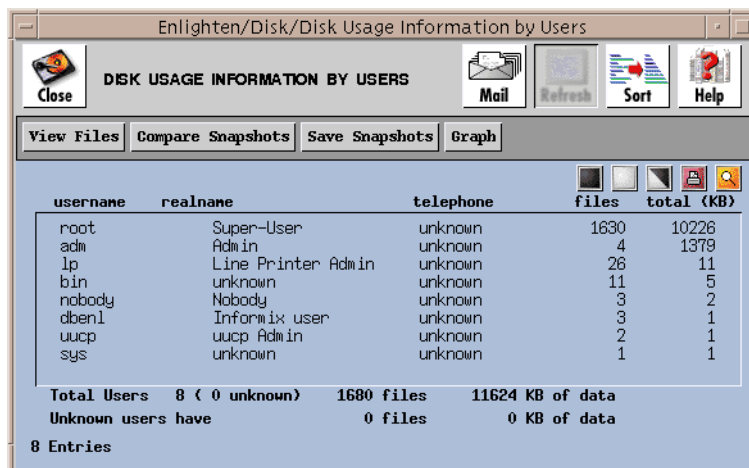 Enlighten/Disk/Disk Usage Information by Users
Close DISK USAGE INFORMATION BY USERS Mail Refresh Sort Help
View Files Compare Snapshots Save Snapshots Graph
username realname telephone files total (KB)
root Super-User unknown 1630 10226
adm Admin unknown 4 1379
lp Line Printer Admin unknown 26 11
bin unknown unknown 11 5
nobody Nobody unknown 3 2
dbenl Informix user unknown 3 1
uucp uucp Admin unknown 2 1
sys unknown unknown 1 1
Total Users 8 ( 0 unknown) 1680 files 11624 KB of data
Unknown users have 0 files 0 KB of data
8 Entries